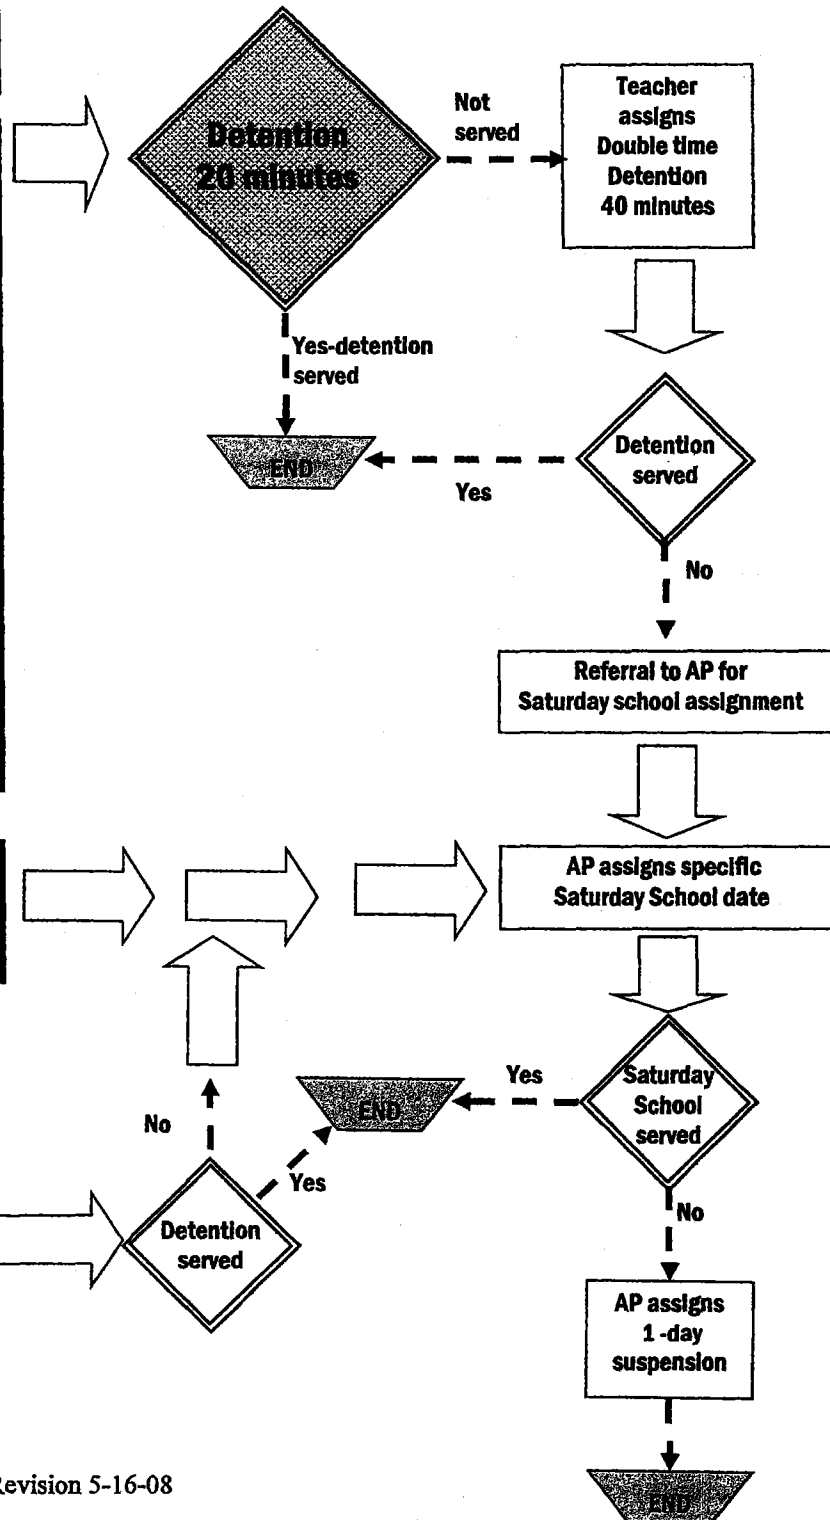 Detention
20 minutes
Not
served
Teacher
assigns
Double time
Detention
40 minutes
Yes-detention
served
END
Yes
Detention
served
No
Referral to AP for
Saturday school assignment
AP assigns specific
Saturday School date
Yes
END
Saturday
School
served
No
Yes
Detention
served
No
AP assigns
1 -day
suspension
END
Revision 5-16-08